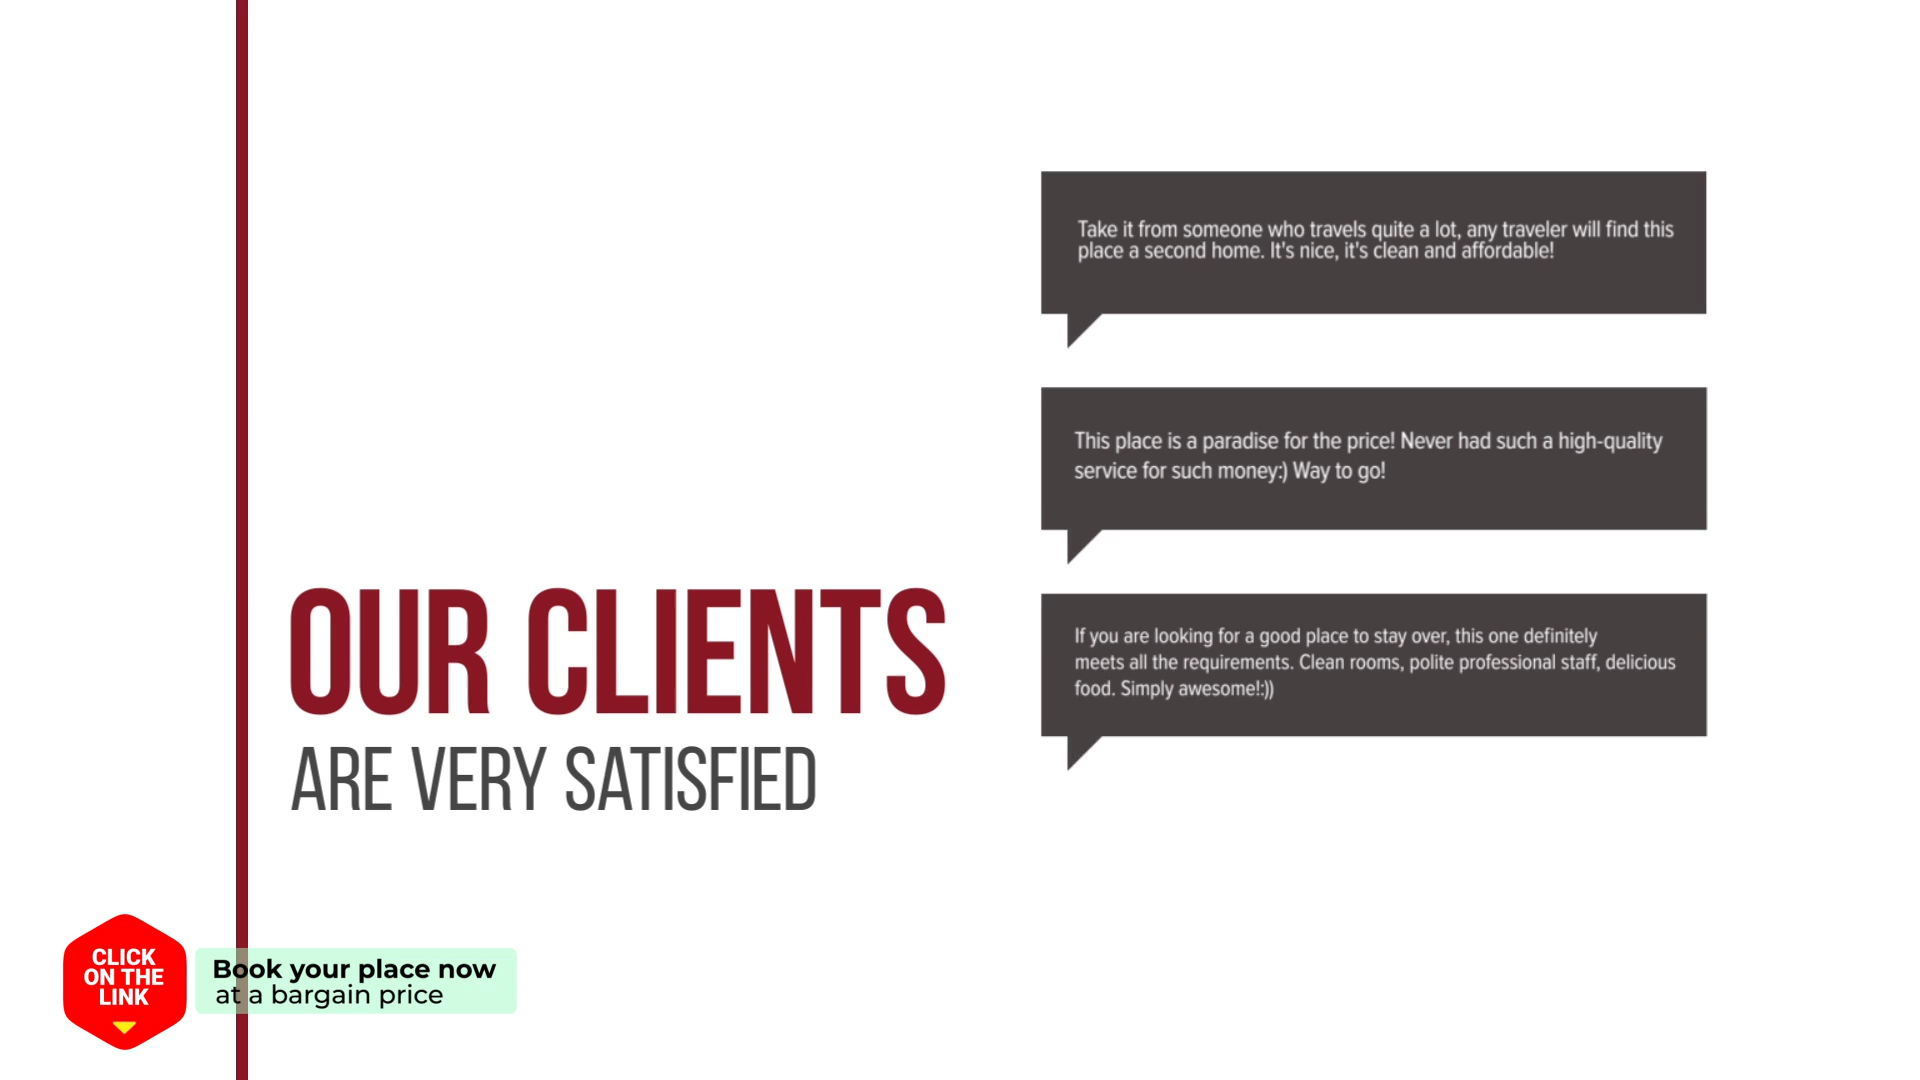 Take it from someone who travels quite a lot, any traveler will find this
place a second home. It's nice, it's clean and affordable!
This place is a paradise for the price! Never had such a high-quality
service for such money:) Way to go!
If you are looking for a good place to stay over, this one definitely
meets all the requirements. Clean rooms, polite professional staff, delicious
food. Simply awesome!:))
OUR CLIENTS
ARE VERY SATISFIED
CLICK
ON THE
LINK
Book your place now
at a bargain price